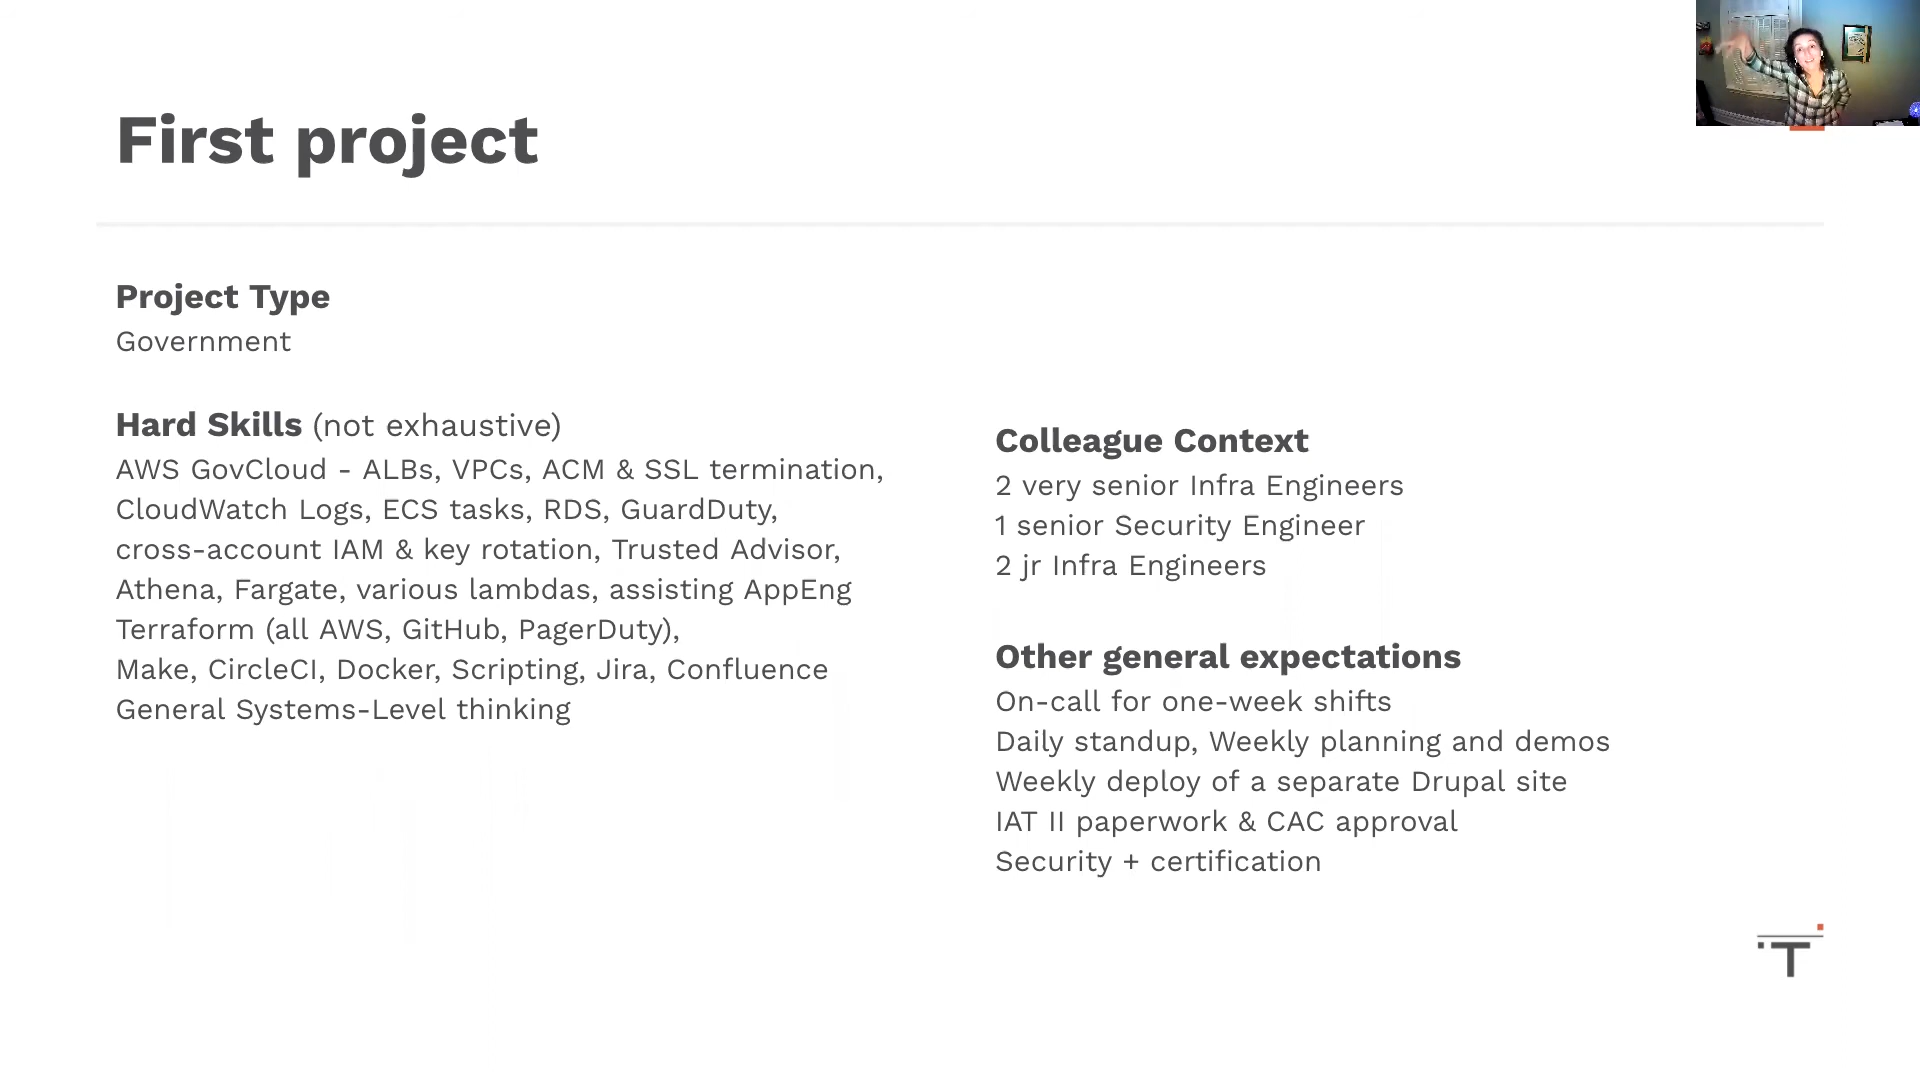 First project
Project Type
Government
Hard Skills (not exhaustive)
AWS GovCloud - ALBs, VPCs, ACM & SSL termination,
CloudWatch Logs, ECS tasks, RDS, GuardDuty,
cross-account IAM & key rotation, Trusted Advisor,
Athena, Fargate, various lambdas, assisting AppEng
Terraform (all AWS, GitHub, PagerDuty),
Make, CircleCI, Docker, Scripting, Jira, Confluence
General Systems-Level thinking
Colleague Context
2 very senior Infra Engineers
1 senior Security Engineer
2 jr Infra Engineers
Other general expectations
On-call for one-week shifts
Daily standup, Weekly planning and demos
Weekly deploy of a separate Drupal site
IAT II paperwork & CAC approval
Security + certification
T